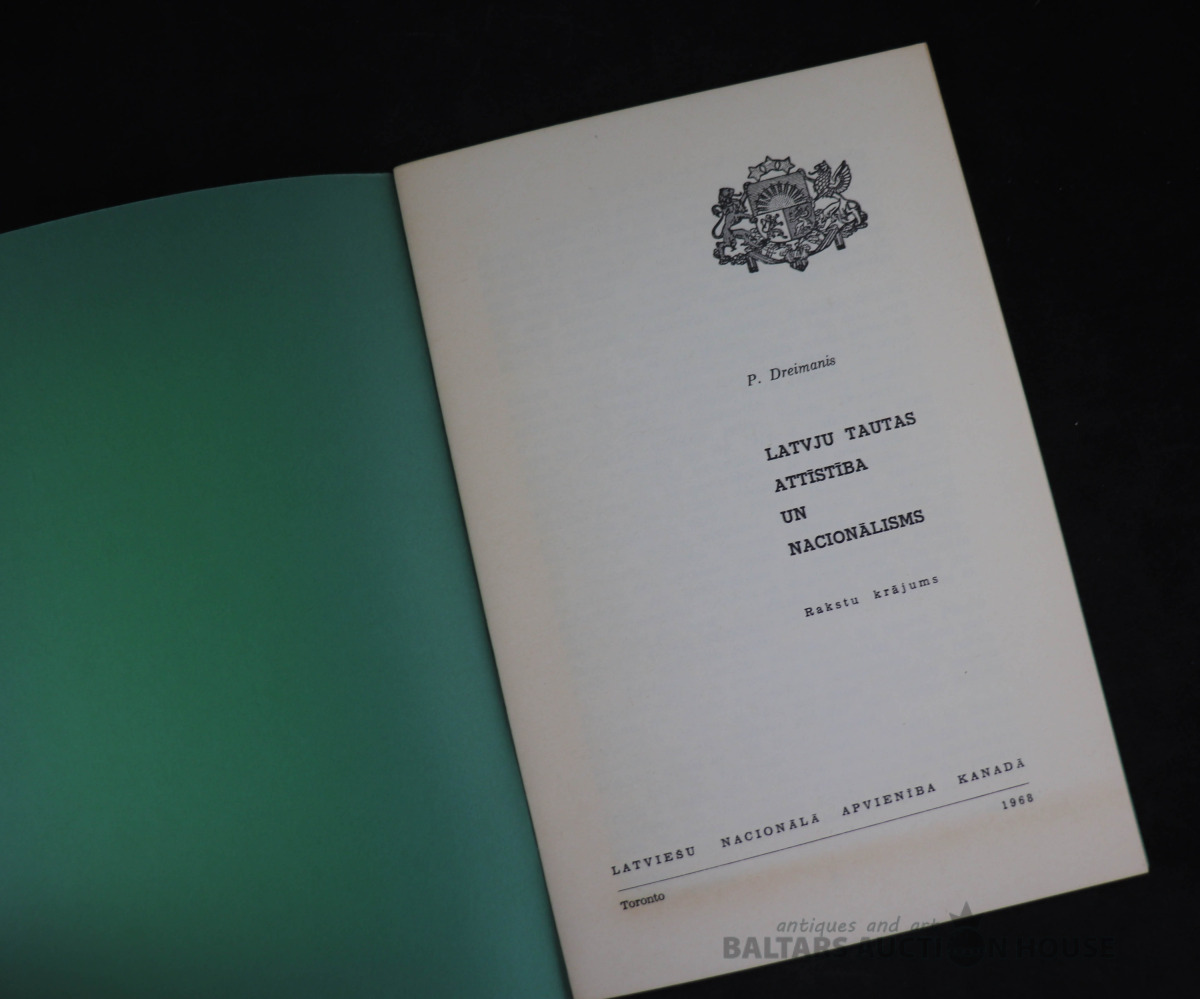 P. Dreimanis
LATVJU TAUTAS
ATTĪSTĪBA
UN
NACIONĀLISMS
Rakstu krājums
LATVIEŠU NACIONĀLĀ APVIENĪBA KANADĀ
1968
Toronto
antiques and art
BALTARS AUCTION HOUSE